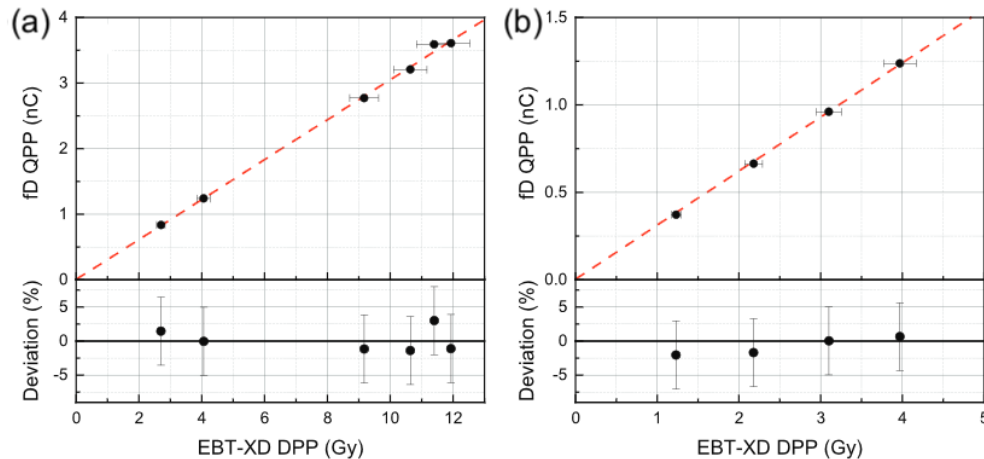 (a)
4
3
2
1
0
fD QPP (nC)
5
0
-5
Deviation (%)
0 2 4 6 8 10 12
EBT-XD DPP (Gy)
(b)
1.5
1.0
0.5
0.0
fD QPP (nC)
5
0
-5
Deviation (%)
0 1 2 3 4 5
EBT-XD DPP (Gy)